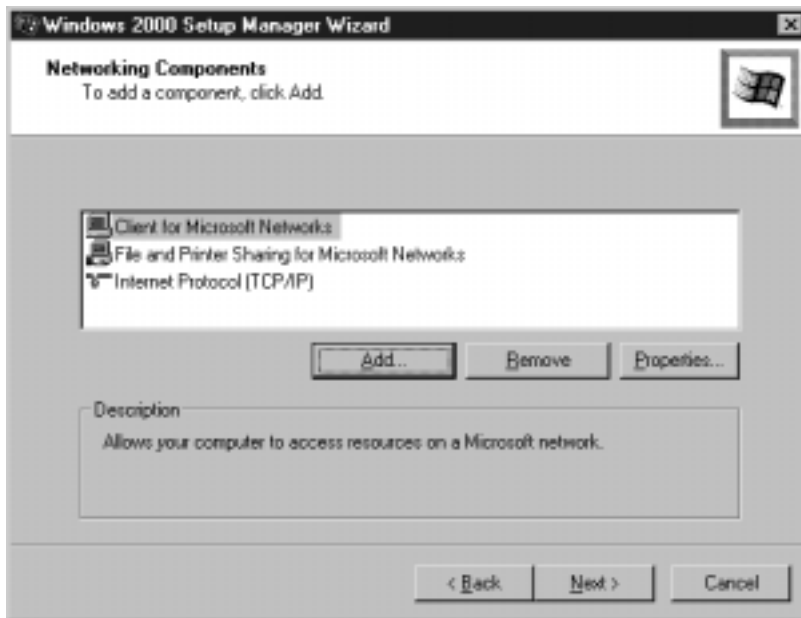 Windows 2000 Setup Manager Wizard
Networking Components
To add a component, click Add.
Client for Microsoft Networks
File and Printer Sharing for Microsoft Networks
Internet Protocol (TCP/IP)
Add...
Remove
Properties...
Description
Allows your computer to access resources on a Microsoft network.
< Back
Next >
Cancel